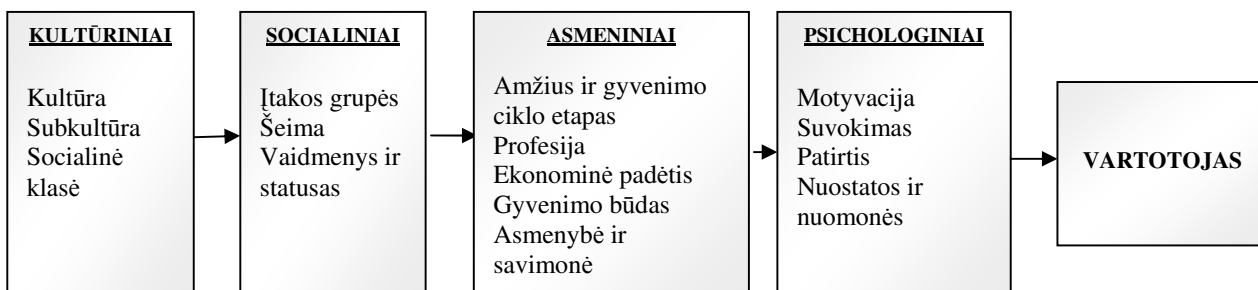 KULTŪRINIAI
Kultūra
Subkultūra
Socialinė
klasė
SOCIALINIAI
Įtakos grupės
Šeima
Vaidmenys ir
statusas
ASMENINIAI
Amžius ir gyvenimo
ciklo etapas
Profesija
Ekonominė padėtis
Gyvenimo būdas
Asmenybė ir
savimonė
PSICHOLOGINIAI
Motyvacija
Suvokimas
Patirtis
Nuostatos ir
nuomonės
VARTOTOJAS